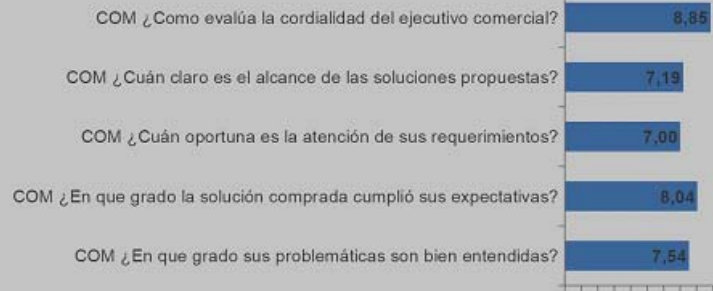 COM ¿Como evalúa la cordialidad del ejecutivo comercial? 8,85
COM ¿Cuán claro es el alcance de las soluciones propuestas? 7,19
COM ¿Cuán oportuna es la atención de sus requerimientos? 7,00
COM ¿En que grado la solución comprada cumplió sus expectativas? 8,04
COM ¿En que grado sus problemáticas son bien entendidas? 7,54